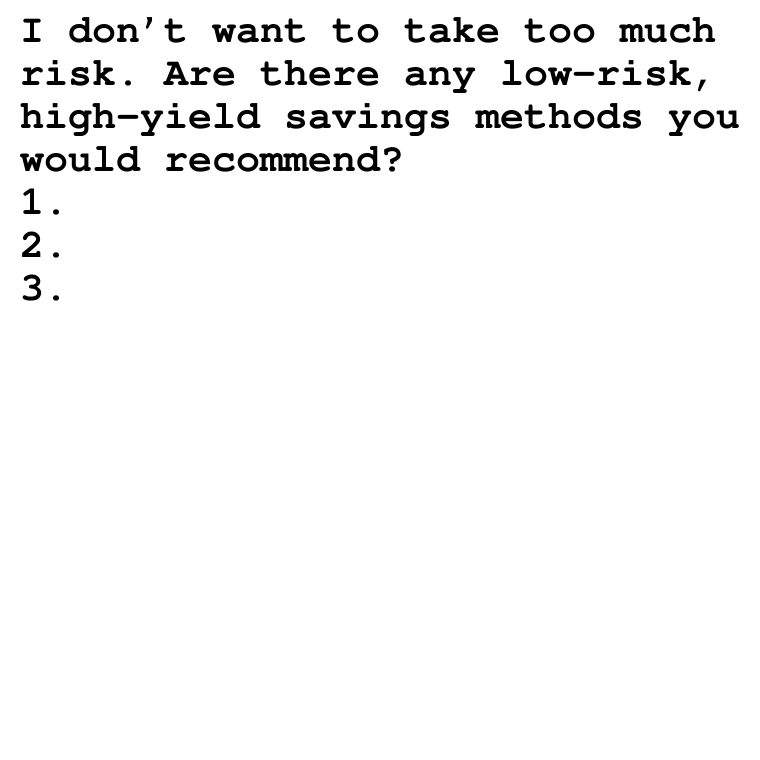 I don’t want to take too much
risk. Are there any low-risk,
high-yield savings methods you
would recommend?
1.
2.
3.